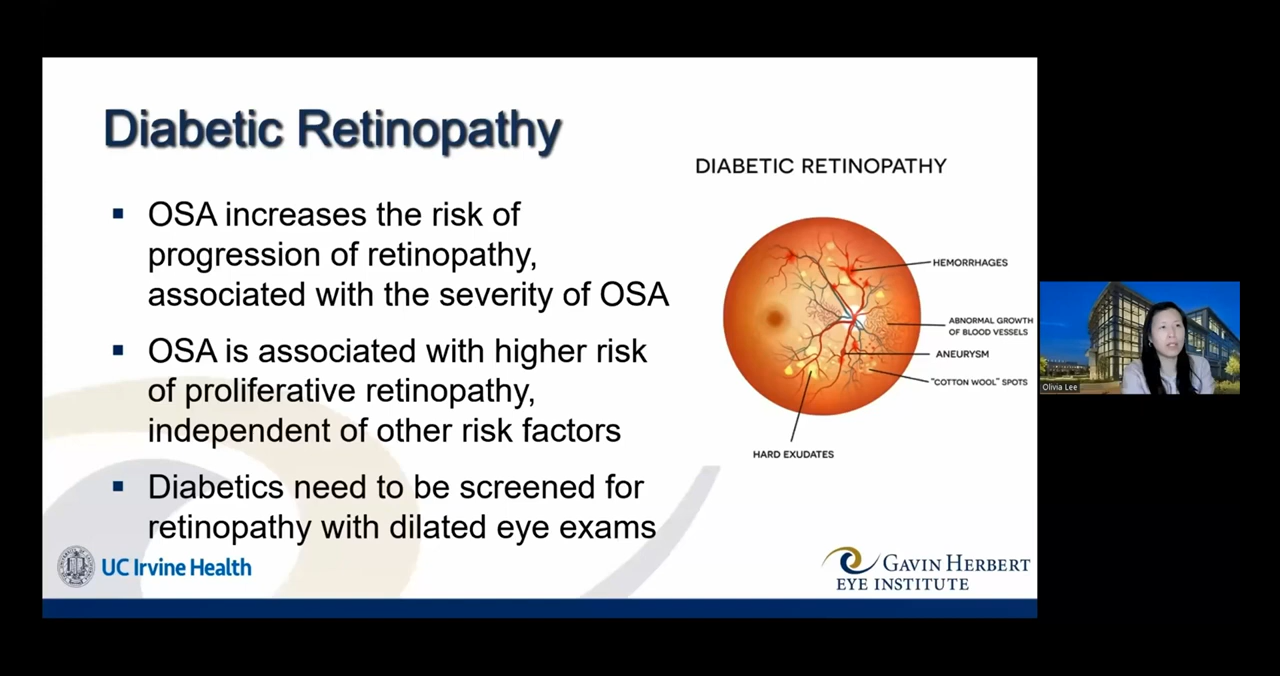 Diabetic Retinopathy
OSA increases the risk of
progression of retinopathy,
associated with the severity of OSA
OSA is associated with higher risk
of proliferative retinopathy,
independent of other risk factors
Diabetics need to be screened for
retinopathy with dilated eye exams
UC Irvine Health
DIABETIC RETINOPATHY
HEMORRHAGES
ABNORMAL GROWTH
OF BLOOD VESSELS
ANEURYSM
"COTTON WOOL" SPOTS
HARD EXUDATES
GAVIN HERBERT
EYE INSTITUTE
Olivia Lee